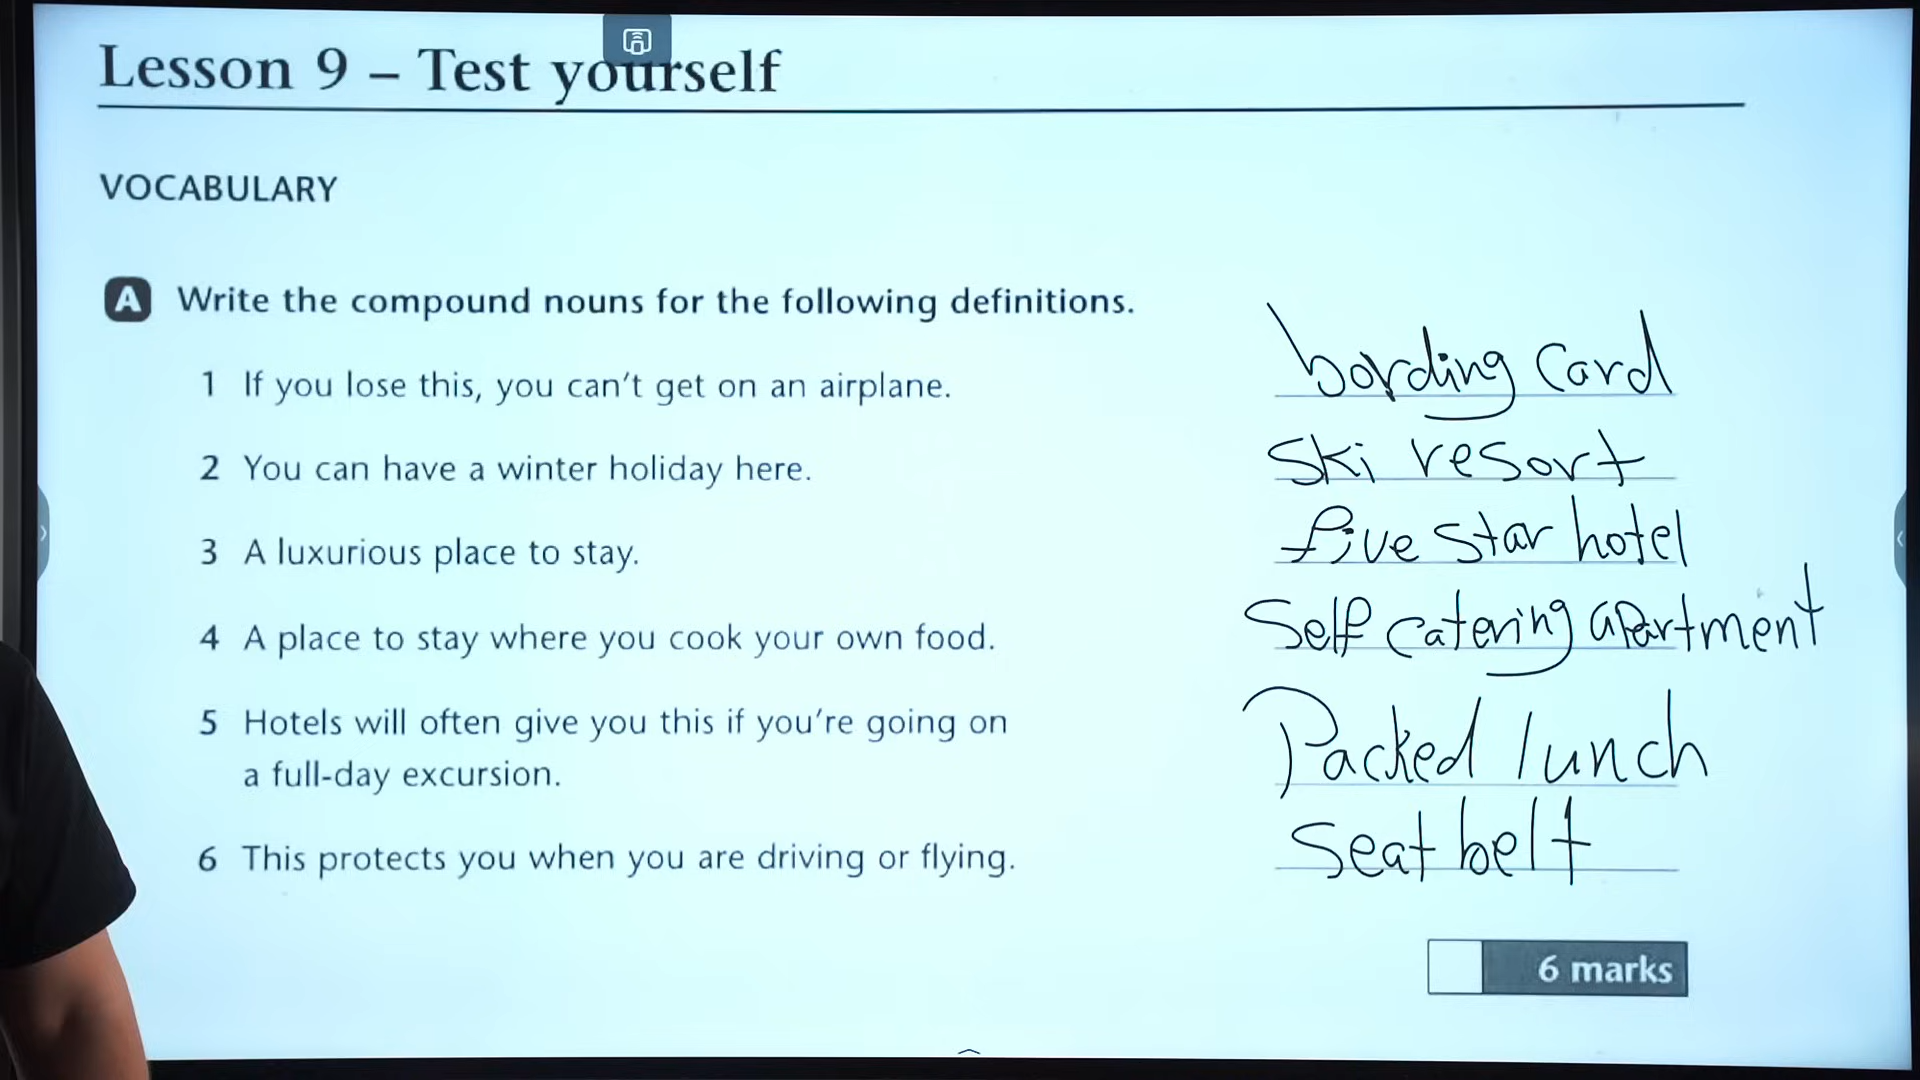 Lesson 9 – Test yourself
VOCABULARY
A Write the compound nouns for the following definitions.
1 If you lose this, you can't get on an airplane. bording card
2 You can have a winter holiday here. ski resort
3 A luxurious place to stay. five star hotel
4 A place to stay where you cook your own food. Self catering apartment
5 Hotels will often give you this if you're going on
a full-day excursion. Packed lunch
6 This protects you when you are driving or flying. Seat belt
6 marks